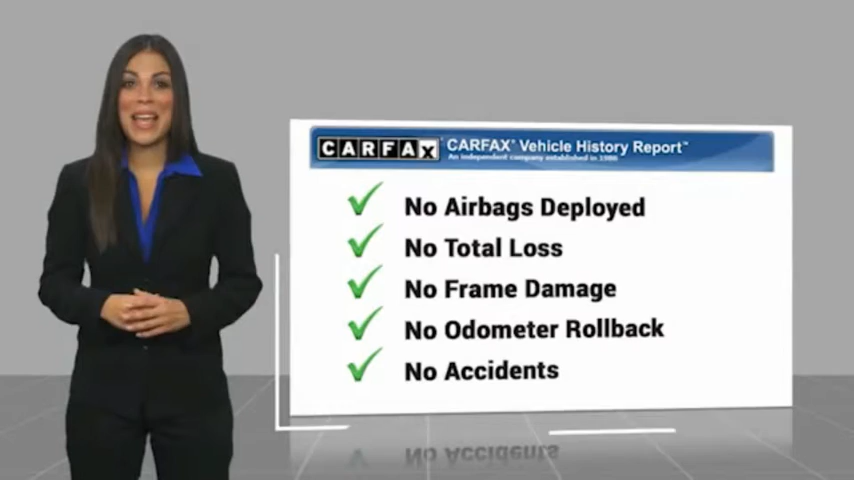 CARFAX CARFAX® Vehicle History Report™
An independent company established in 1986
No Airbags Deployed
No Total Loss
No Frame Damage
No Odometer Rollback
No Accidents
No Accidents